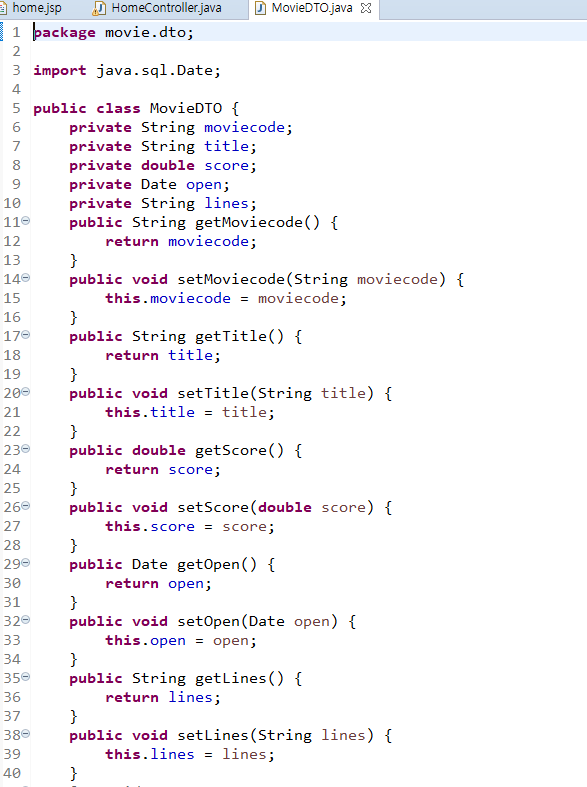 home.jsp HomeController.java MovieDTO.java
1 package movie.dto;
2
3 import java.sql.Date;
4
5 public class MovieDTO {
6 private String moviecode;
7 private String title;
8 private double score;
9 private Date open;
10 private String lines;
11 public String getMoviecode() {
12 return moviecode;
13 }
14 public void setMoviecode(String moviecode) {
15 this.moviecode = moviecode;
16 }
17 public String getTitle() {
18 return title;
19 }
20 public void setTitle(String title) {
21 this.title = title;
22 }
23 public double getScore() {
24 return score;
25 }
26 public void setScore(double score) {
27 this.score = score;
28 }
29 public Date getOpen() {
30 return open;
31 }
32 public void setOpen(Date open) {
33 this.open = open;
34 }
35 public String getLines() {
36 return lines;
37 }
38 public void setLines(String lines) {
39 this.lines = lines;
40 }